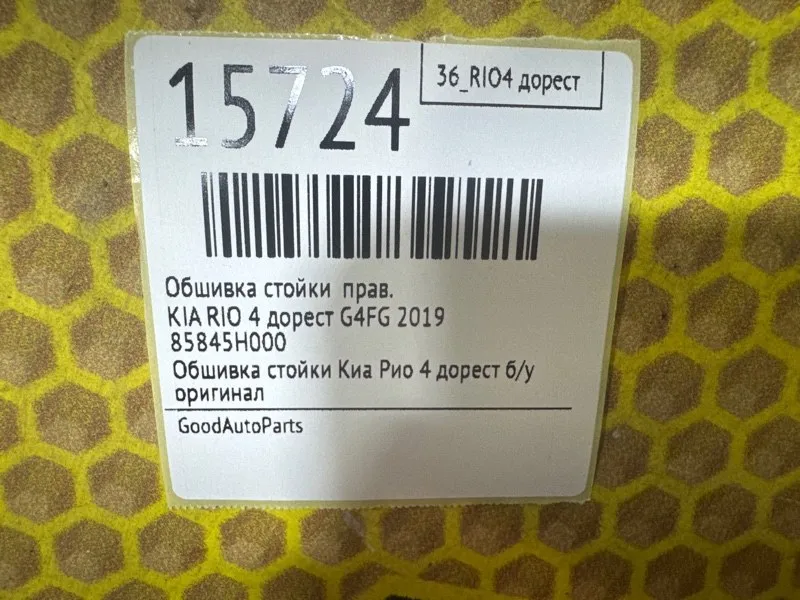 15724
36_RIO4 дорест
Обшивка стойки прав.
KIA RIO 4 дорест G4FG 2019
85845H000
Обшивка стойки Киа Рио 4 дорест б/у
оригинал
GoodAutoParts